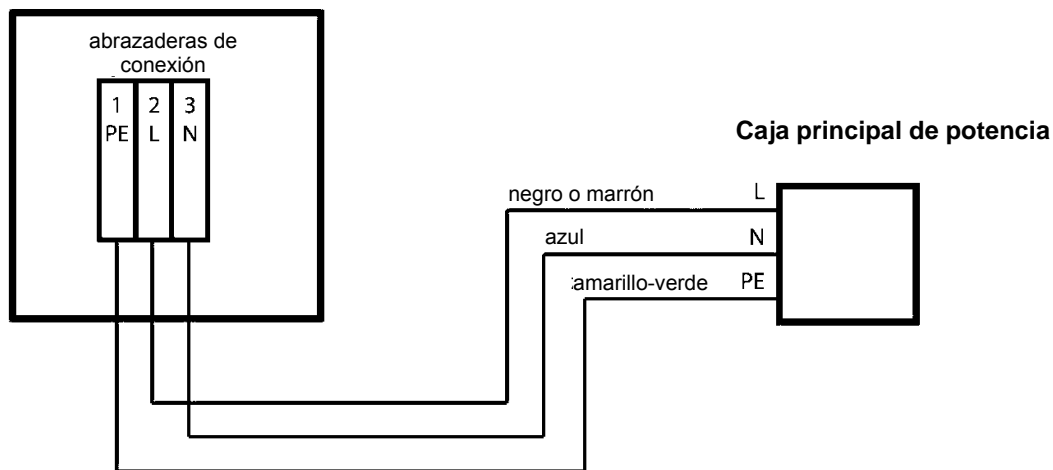 abrazaderas de
conexión
1 2 3
PE L N
Caja principal de potencia
negro o marrón L
azul N
amarillo-verde PE